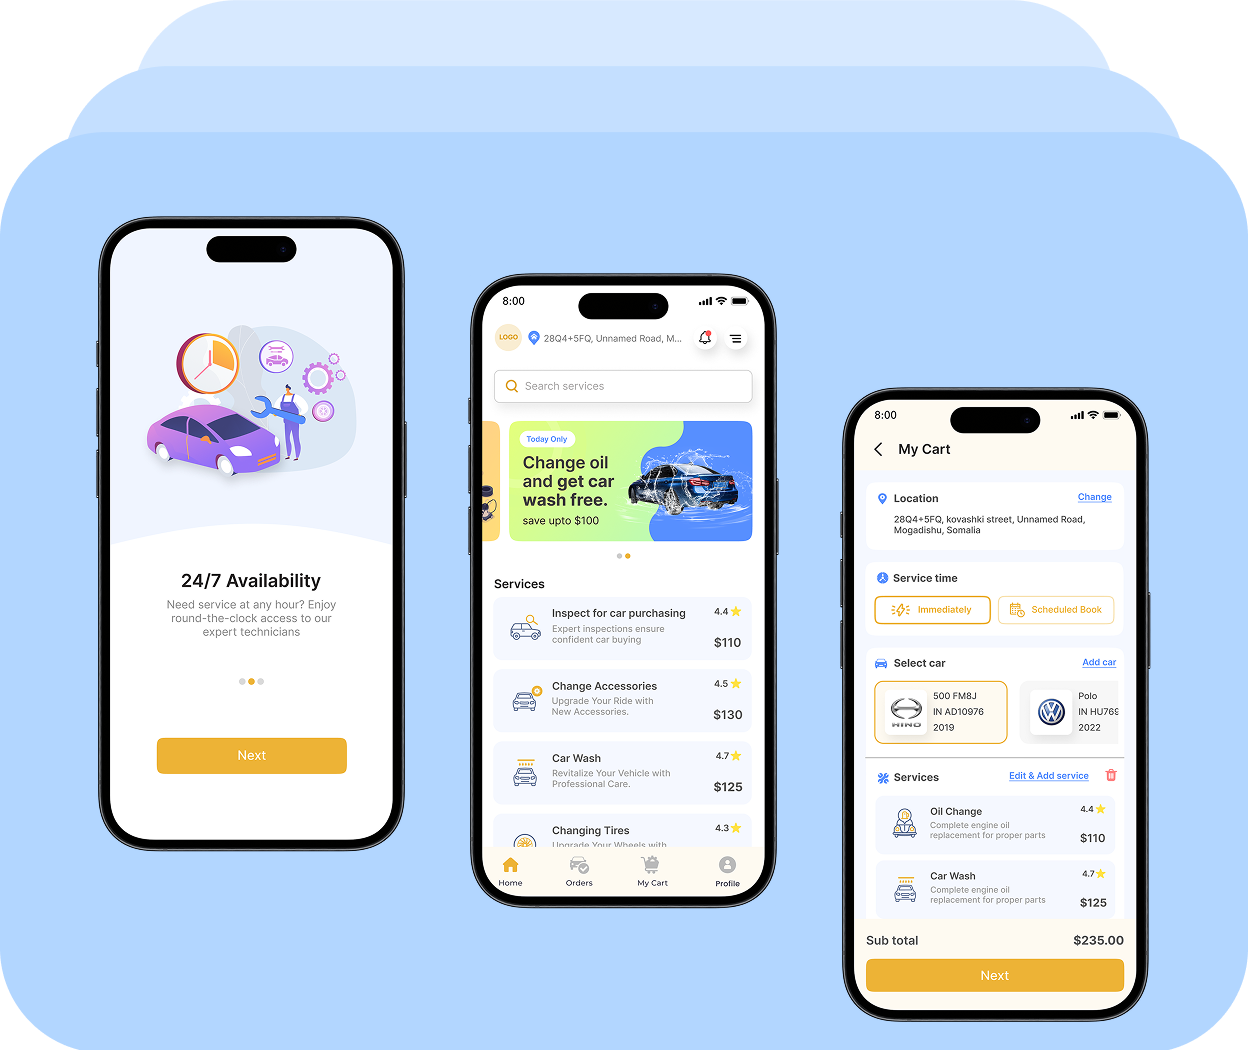 24/7 Availability
Need service at any hour? Enjoy
round-the-clock access to our
expert technicians
Next
8:00
LOGO
28Q4+5FQ, Unnamed Road, M...
Search services
Today Only
Change oil
and get car
wash free.
save upto $100
Services
Inspect for car purchasing
4.4
Expert inspections ensure
confident car buying
$110
Change Accessories
4.5
Upgrade Your Ride with
New Accessories.
$130
Car Wash
4.7
Revitalize Your Vehicle with
Professional Care.
$125
Changing Tires
4.3
Upgrade Your Wheels with
Home
Orders
My Cart
Profile
8:00
My Cart
Location
Change
28Q4+5FQ, kovashki street, Unnamed Road,
Mogadishu, Somalia
Service time
Immediately
Scheduled Book
Select car
Add car
HINO
500 FM8J
IN AD10976
2019
Polo
IN HU769
2022
Services
Edit & Add service
Oil Change
4.4
Complete engine oil
replacement for proper parts
$110
Car Wash
4.7
Complete engine oil
replacement for proper parts
$125
Sub total
$235.00
Next